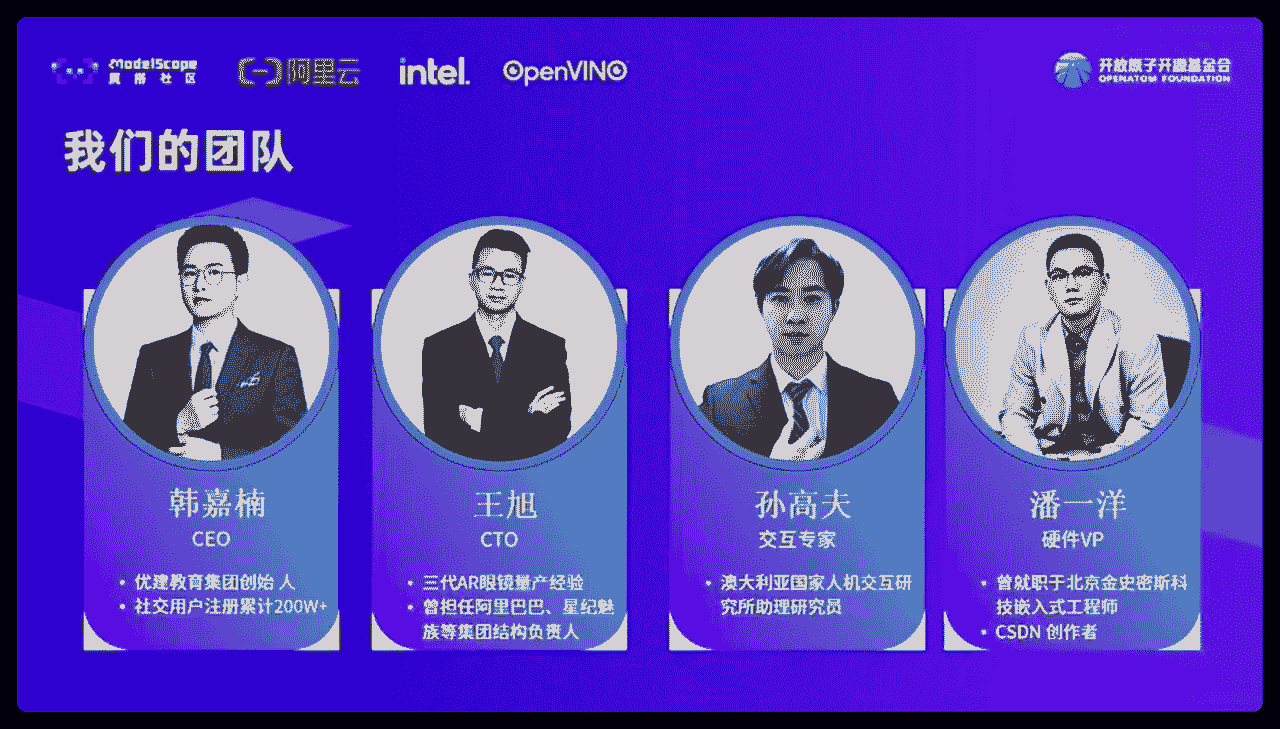 ModelScope
魔搭社区
阿里云
intel.
OpenVINO
开放原子开源基金会
OPENATOM FOUNDATION
我们的团队
韩嘉楠
CEO
• 优建教育集团创始 人
• 社交用户注册累计200W+
王旭
CTO
• 三代AR眼镜量产经验
• 曾担任阿里巴巴、星纪魅
族等集团结构负责人
孙高夫
交互专家
• 澳大利亚国家人机交互研
究所助理研究员
潘一洋
硬件VP
• 曾就职于北京金史密斯科
技嵌入式工程师
• CSDN 创作者